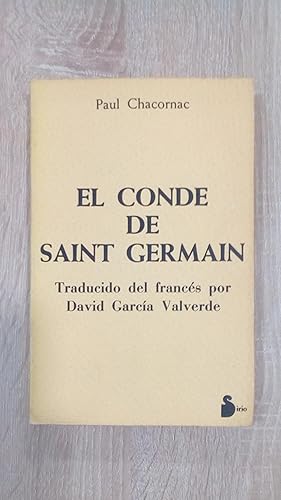 Paul Chacornac
EL CONDE
DE
SAINT GERMAIN
Traducido del francés por
David García Valverde
Sirio